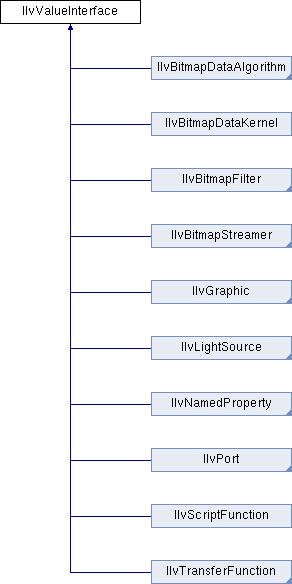 IlvValueInterface
IlvBitmapDataAlgorithm
IlvBitmapDataKernel
IlvBitmapFilter
IlvBitmapStreamer
IlvGraphic
IlvLightSource
IlvNamedProperty
IlvPort
IlvScriptFunction
IlvTransferFunction